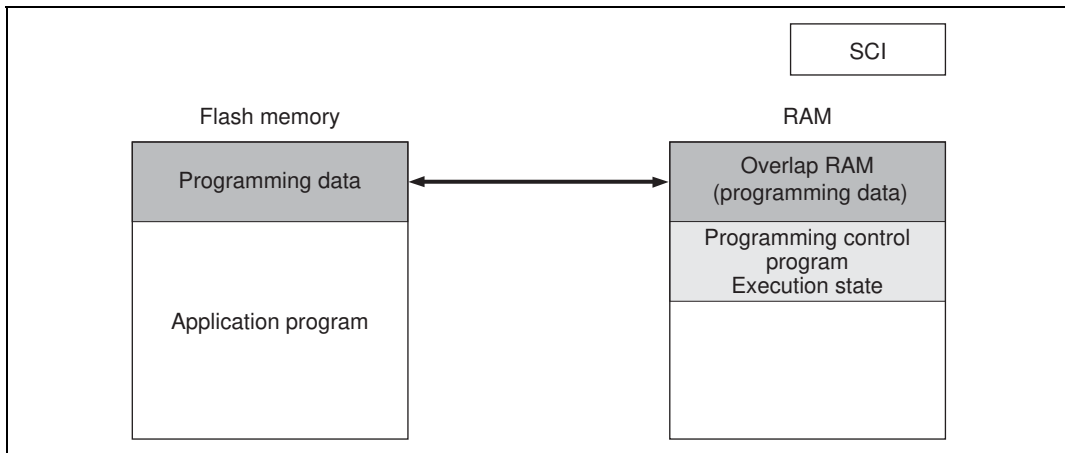 SCI
Flash memory
RAM
Programming data
Overlap RAM
(programming data)
Programming control
program
Execution state
Application program